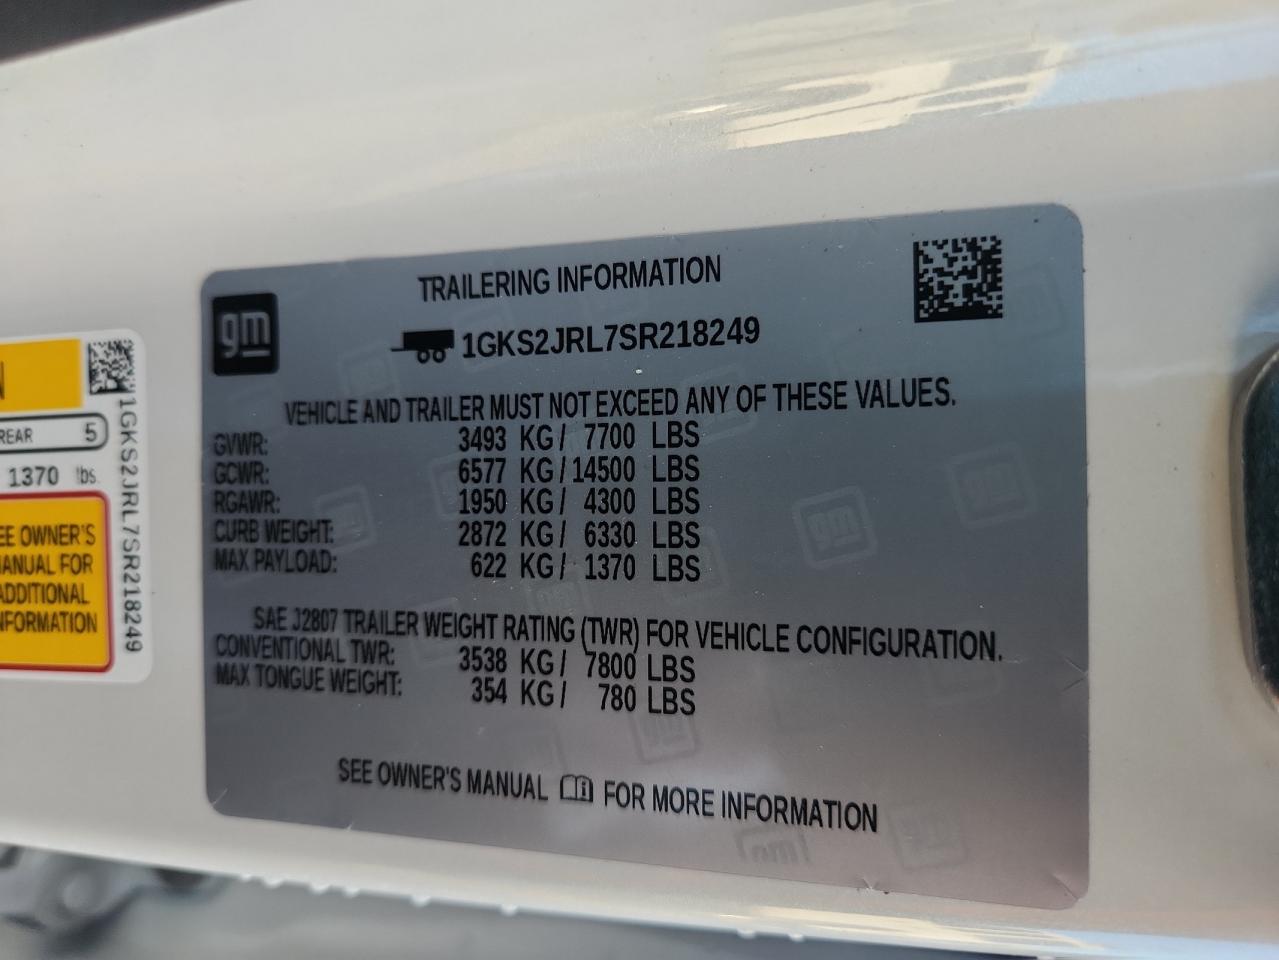 gm
TRAILERING INFORMATION
1GKS2JRL7SR218249
VEHICLE AND TRAILER MUST NOT EXCEED ANY OF THESE VALUES.
GVWR: 3493 KG/ 7700 LBS
GCWR: 6577 KG/14500 LBS
RGAWR: 1950 KG/ 4300 LBS
CURB WEIGHT: 2872 KG/ 6330 LBS
MAX PAYLOAD: 622 KG/ 1370 LBS
SAE J2807 TRAILER WEIGHT RATING (TWR) FOR VEHICLE CONFIGURATION.
CONVENTIONAL TWR: 3538 KG/ 7800 LBS
MAX TONGUE WEIGHT: 354 KG/ 780 LBS
SEE OWNER'S MANUAL FOR MORE INFORMATION
N
REAR 5
1370 lbs.
EE OWNER'S
ANUAL FOR
ADDITIONAL
NFORMATION
1GKS2JRL7SR218249